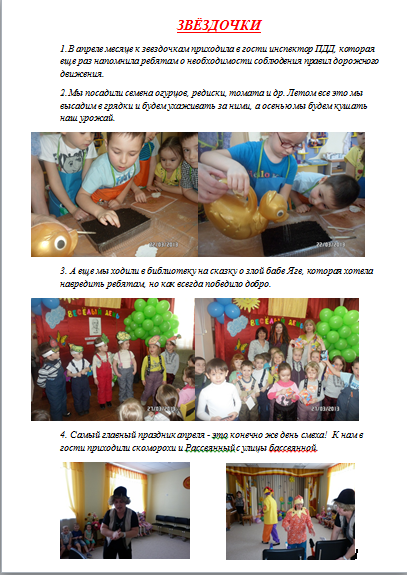 ЗВЁЗДОЧКИ
1.В апреле месяце к звездочкам приходила в гости инспектор ПДД, которая
еще раз напомнила ребятам о необходимости соблюдения правил дорожного
движения.
2.Мы посадили семена огурцов, редиски, томата и др. Летом все это мы
высадим в грядки и будем ухаживать за ними, а осенью мы будем кушать
наш урожай.
22/03/2013
22/03/2013
3. А еще мы ходили в библиотеку на сказку о злой бабе Яге, которая хотела
навредить ребятам, но как всегда победило добро.
ВЕСЁЛЫЙ ДЕНЬ
ВЕСЁЛЫЙ ДЕНЬ
21/03/2013
21/03/2013
4. Самый главный праздник апреля - это конечно же день смеха! К нам в
гости приходили скоморохи и Рассеянный с улицы бассеянной.